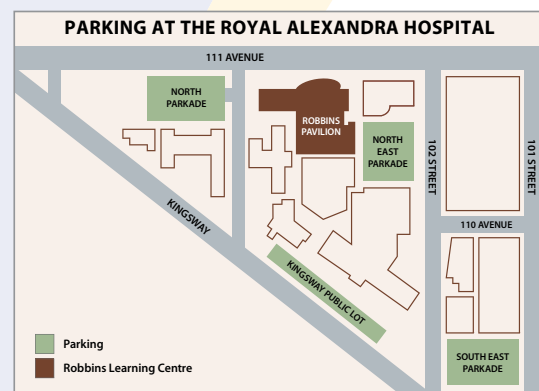 PARKING AT THE ROYAL ALEXANDRA HOSPITAL
111 AVENUE
NORTH
PARKADE
ROBBINS
PAVILION
NORTH
EAST
PARKADE
102 STREET
101 STREET
KINGSWAY
110 AVENUE
KINGSWAY PUBLIC LOT
SOUTH EAST
PARKADE
Parking
Robbins Learning Centre